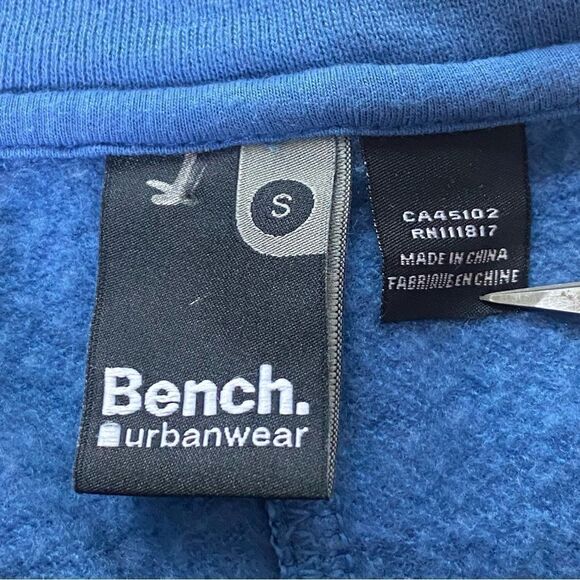 S
Bench.
urbanwear
CA45102
RN111817
MADE IN CHINA
FABRIQUE EN CHINE